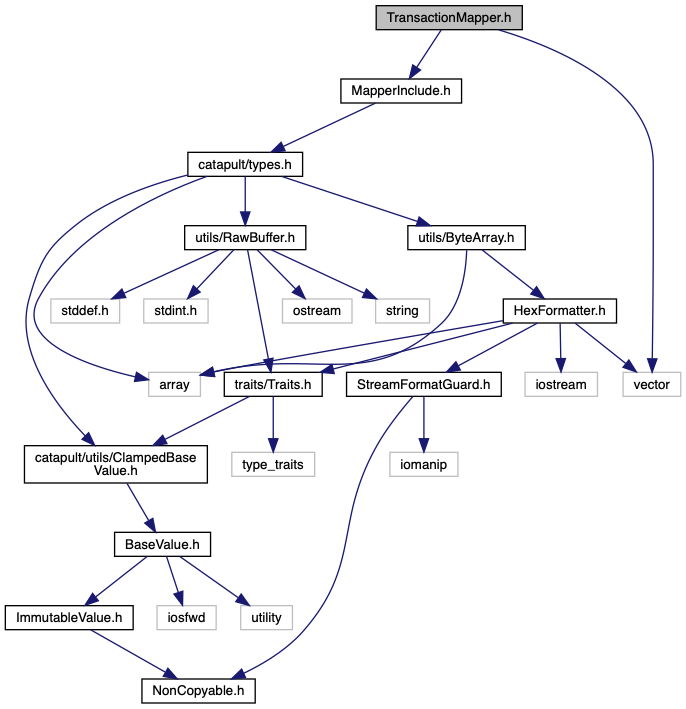 TransactionMapper.h
MapperInclude.h
catapult/types.h
utils/RawBuffer.h
utils/ByteArray.h
stddef.h
stdint.h
ostream
string
HexFormatter.h
array
traits/Traits.h
StreamFormatGuard.h
iostream
vector
catapult/utils/ClampedBase
Value.h
type_traits
iomanip
BaseValue.h
ImmutableValue.h
iosfwd
utility
NonCopyable.h